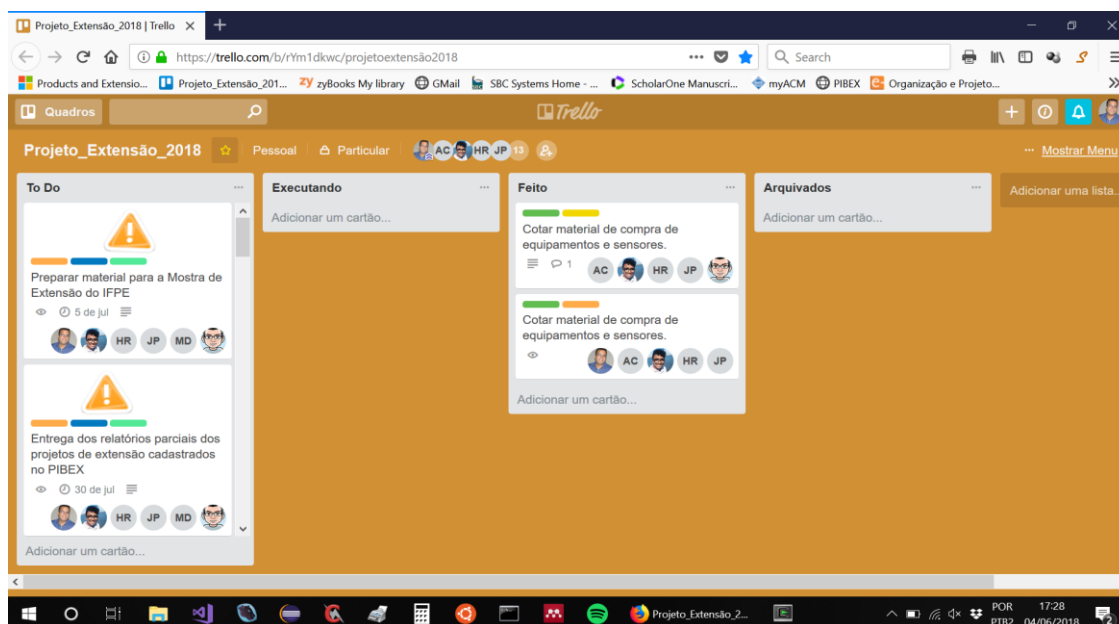 Projeto_Extensão_2018 | Trello
https://trello.com/b/rYm1dkwc/projetoextensão2018
Search
Products and Extensio...
Projeto_Extensão_201...
zy zyBooks My library
GMail
SBC Systems Home - ...
ScholarOne Manuscri...
myACM
PIBEX
Organização e Projeto...
Quadros
Trello
Projeto_Extensão_2018
Pessoal
Particular
AC
HR
JP
13
... Mostrar Menu
To Do
Preparar material para a Mostra de
Extensão do IFPE
5 de jul
HR JP MD
Entrega dos relatórios parciais dos
projetos de extensão cadastrados
no PIBEX
30 de jul
HR JP MD
Adicionar um cartão...
Executando
Adicionar um cartão...
Feito
Cotar material de compra de
equipamentos e sensores.
1
AC HR JP
Cotar material de compra de
equipamentos e sensores.
AC HR JP
Adicionar um cartão...
Arquivados
Adicionar um cartão...
Adicionar uma lista...
Projeto_Extensão_2...
POR
PTB2
17:28
04/06/2018